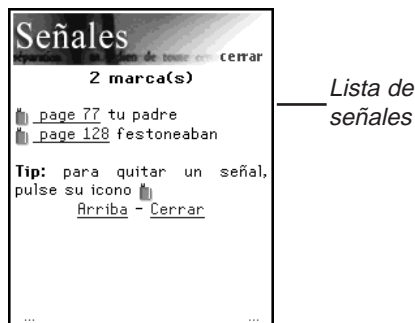 Señales
cerrar
2 marca(s)
page 77 tu padre
page 128 festoneaban
Tip: para quitar un señal,
pulse su icono
Arriba - Cerrar
...
...
Lista de
señales